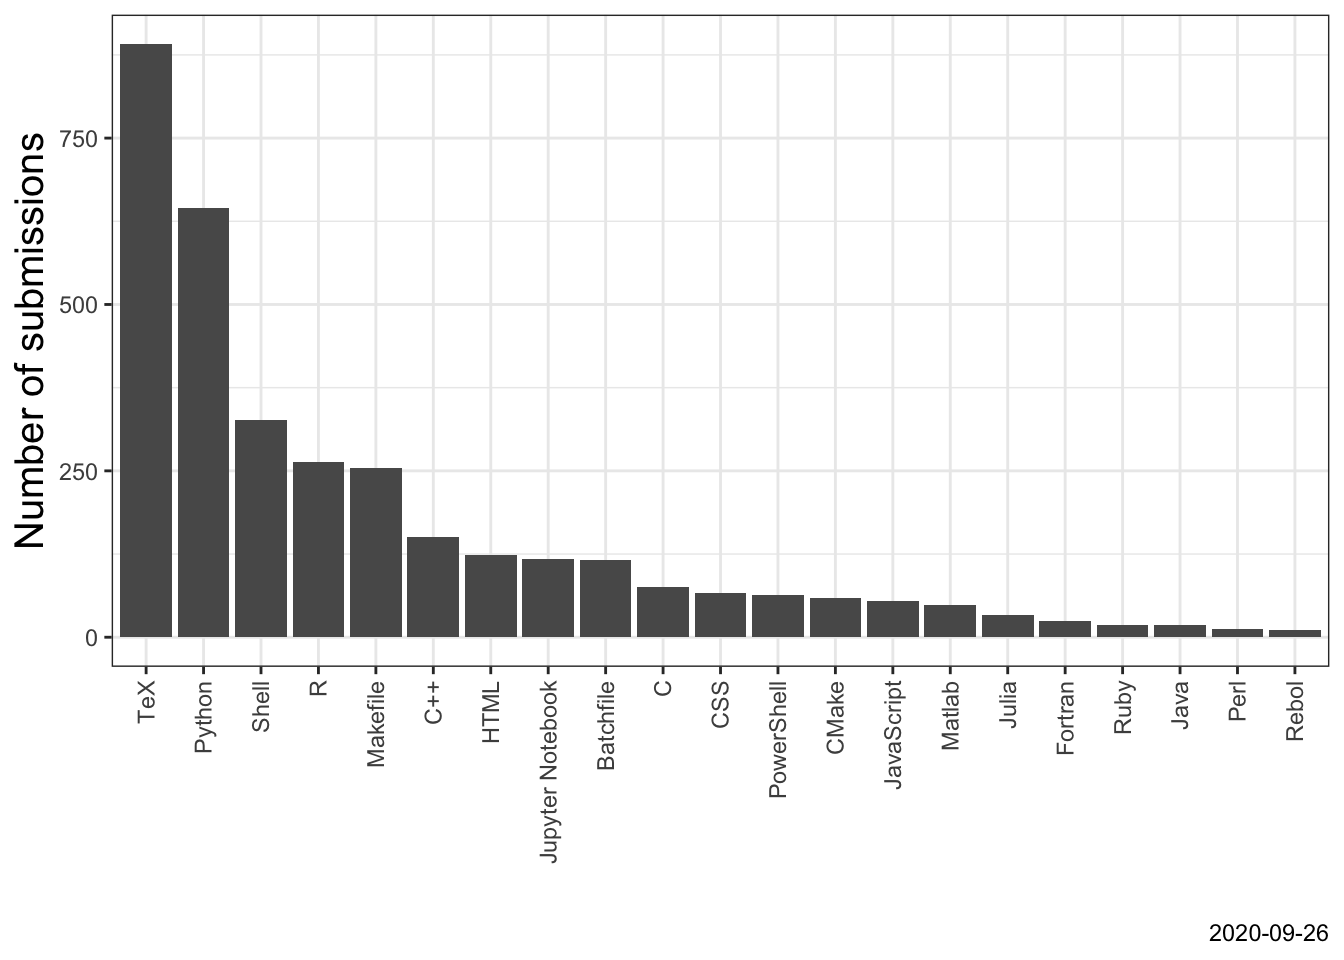 Number of submissions
750
500
250
0
TeX
Python
Shell
R
Makefile
C++
HTML
Jupyter Notebook
Batchfile
C
CSS
PowerShell
CMake
JavaScript
Matlab
Julia
Fortran
Ruby
Java
Perl
Rebol
2020-09-26